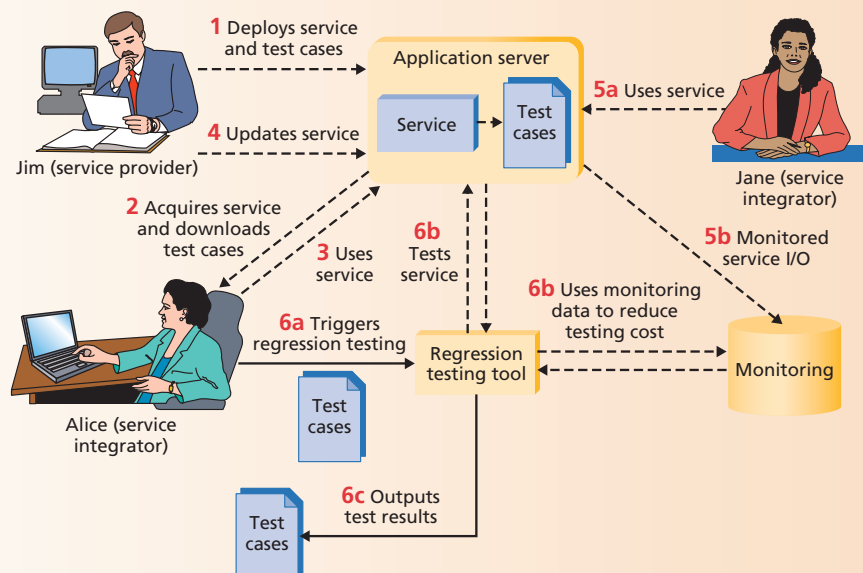 1 Deploys service
and test cases
Application server
Service
Test
cases
5a Uses service
4 Updates service
Jim (service provider)
Jane (service
integrator)
2 Acquires service
and downloads
test cases
3 Uses
service
6b
Tests
service
5b Monitored
service I/O
6b Uses monitoring
data to reduce
testing cost
6a Triggers
regression testing
Regression
testing tool
Monitoring
Test
cases
Alice (service
integrator)
6c Outputs
test results
Test
cases